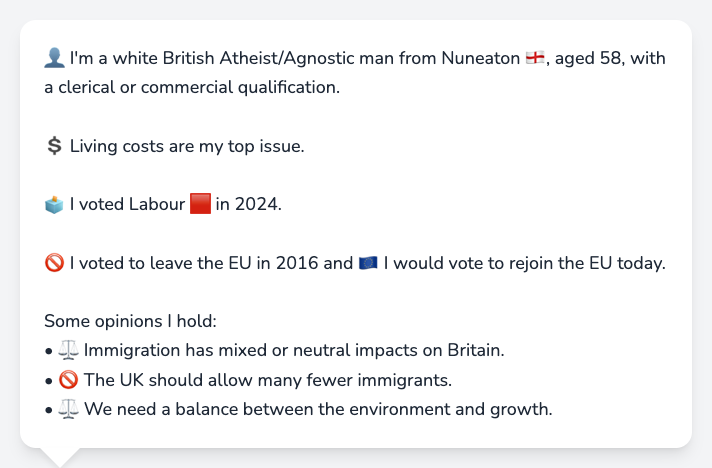 👤 I'm a white British Atheist/Agnostic man from Nuneaton 🏴󠁧󠁢󠁥󠁮󠁧󠁿, aged 58, with
a clerical or commercial qualification.
💲 Living costs are my top issue.
🗳️ I voted Labour 🟥 in 2024.
🚫 I voted to leave the EU in 2016 and 🇪🇺 I would vote to rejoin the EU today.
Some opinions I hold:
• ⚖️ Immigration has mixed or neutral impacts on Britain.
• 🚫 The UK should allow many fewer immigrants.
• ⚖️ We need a balance between the environment and growth.